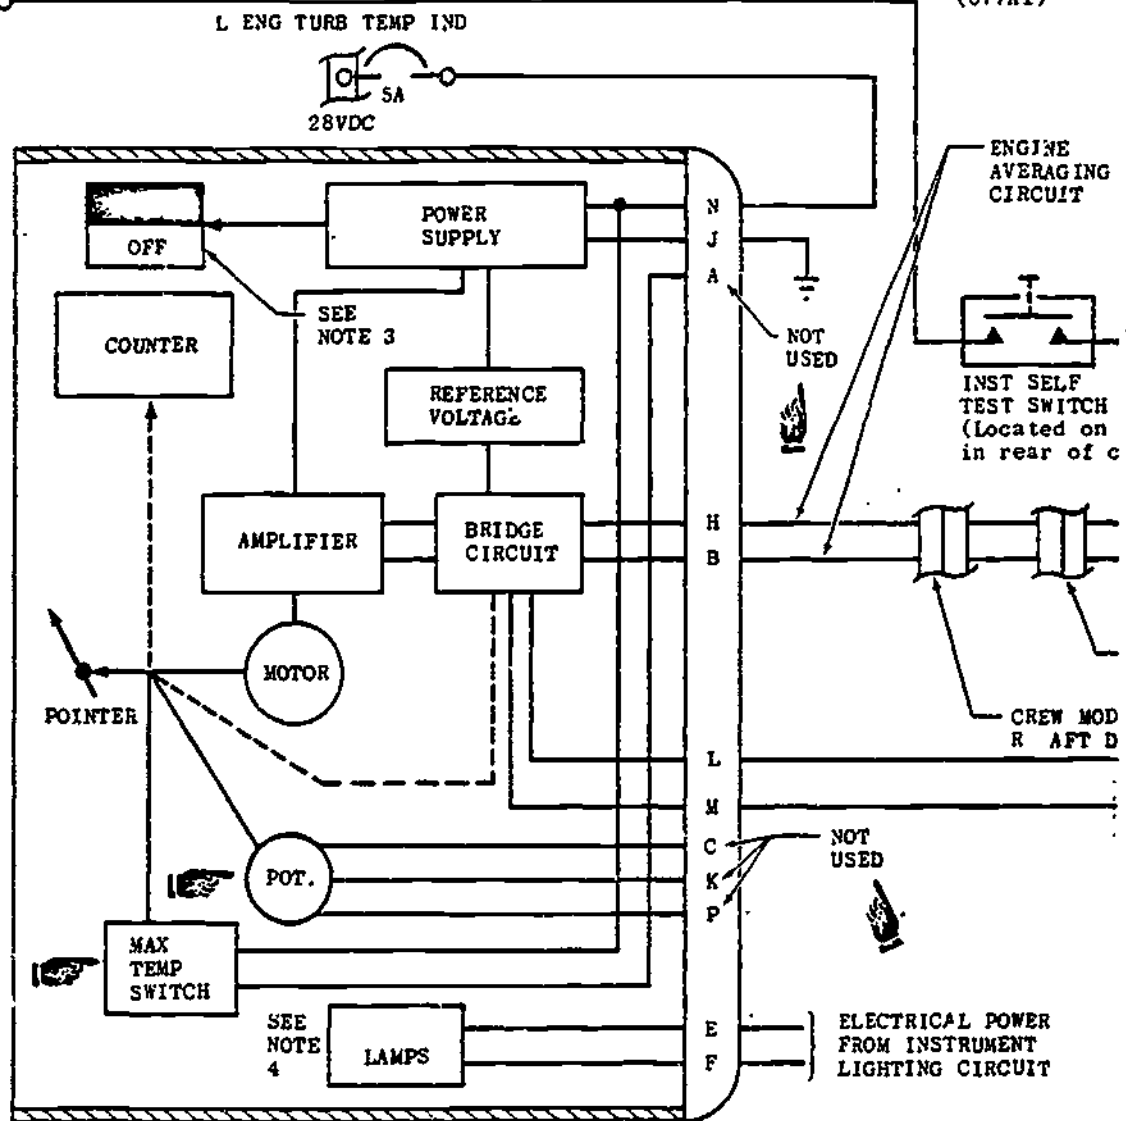 L ENG TURB TEMP IND
5A
28VDC
ENGINE
AVERAGING
CIRCUIT
OFF
POWER
SUPPLY
N
J
A
SEE
NOTE 3
COUNTER
NOT
USED
REFERENCE
VOLTAGE
INST SELF
TEST SWITCH
(Located on
in rear of c
AMPLIFIER
BRIDGE
CIRCUIT
H
B
MOTOR
POINTER
CREW MOD
R AFT D
L
M
C
K
P
NOT
USED
POT.
MAX
TEMP
SWITCH
SEE
NOTE
4
LAMPS
E
F
ELECTRICAL POWER
FROM INSTRUMENT
LIGHTING CIRCUIT